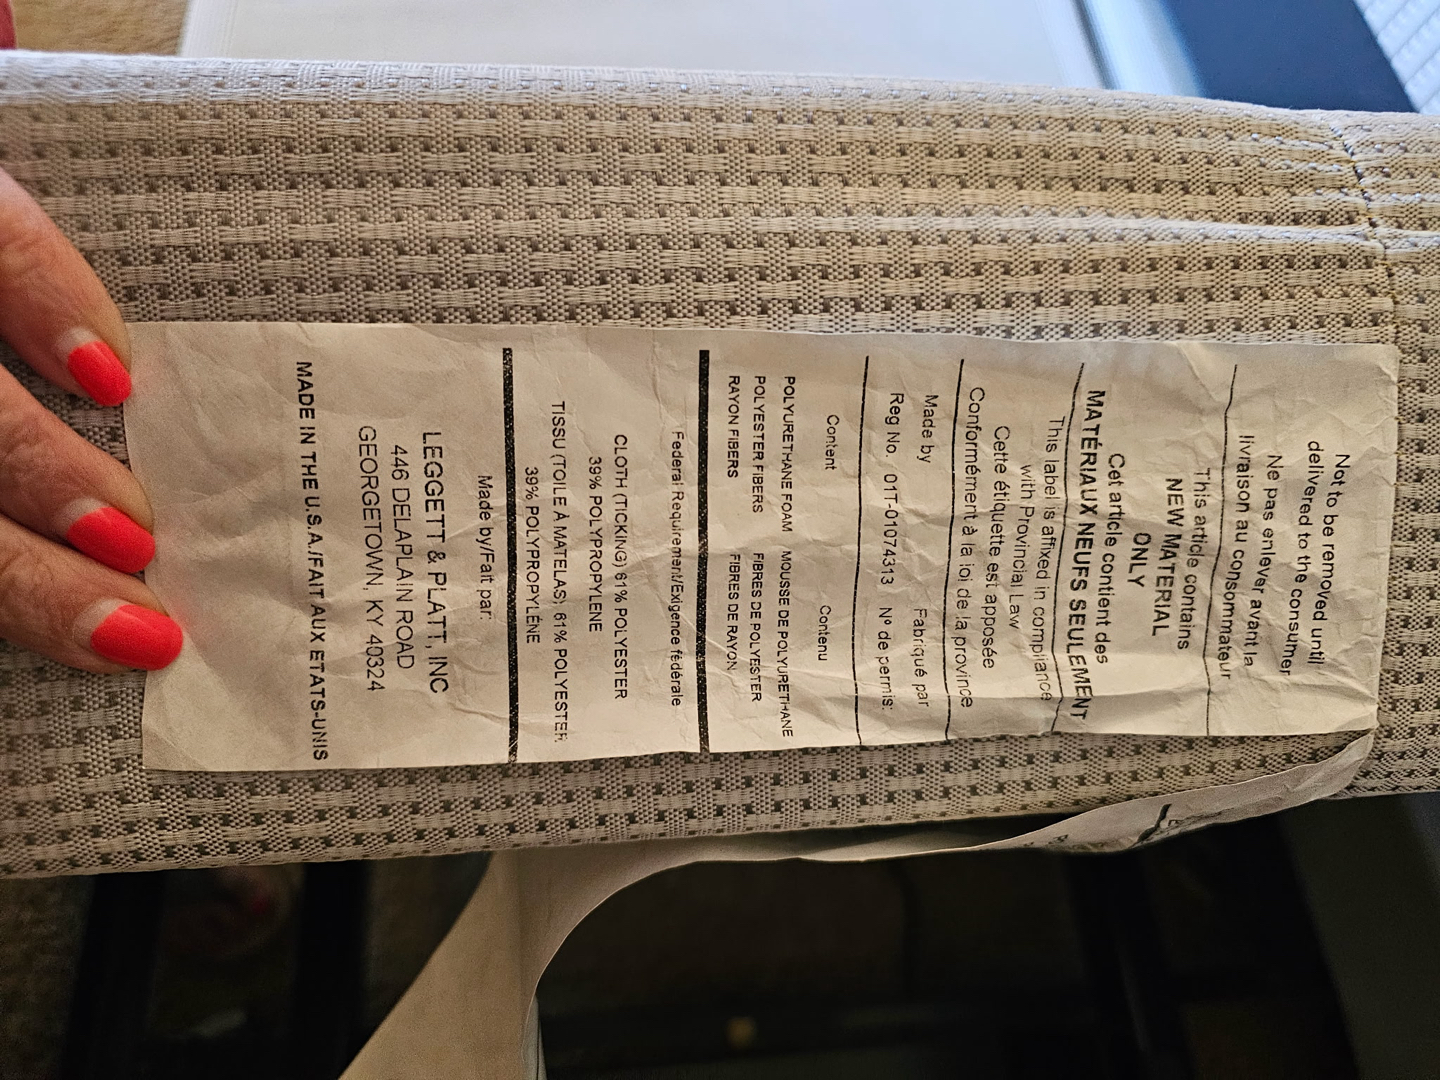 Not to be removed until
delivered to the consumer
Ne pas enlever avant la
livraison au consommateur
This article contains
NEW MATERIAL
ONLY
Cet article contient des
MATÉRIAUX NEUFS SEULEMENT
This label is affixed in compliance
with Provincial Law
Cette étiquette est apposée
Conformément à la loi de la province
Made by Fabriqué par
Reg No. 01T-01074313 Nº de permis:
Content Contenu
POLYURETHANE FOAM MOUSSE DE POLYURETHANE
POLYESTER FIBERS FIBRES DE POLYESTER
RAYON FIBERS FIBRES DE RAYON
Federal Requirement/Exigence fédérale
CLOTH (TICKING) 61% POLYESTER
39% POLYPROPYLENE
TISSU (TOILE À MATELAS); 61% POLYESTER
39% POLYPROPYLÈNE
Made by/Fait par:
LEGGETT & PLATT, INC
446 DELAPLAIN ROAD
GEORGETOWN, KY 40324
MADE IN THE U.S.A./FAIT AUX ETATS-UNIS